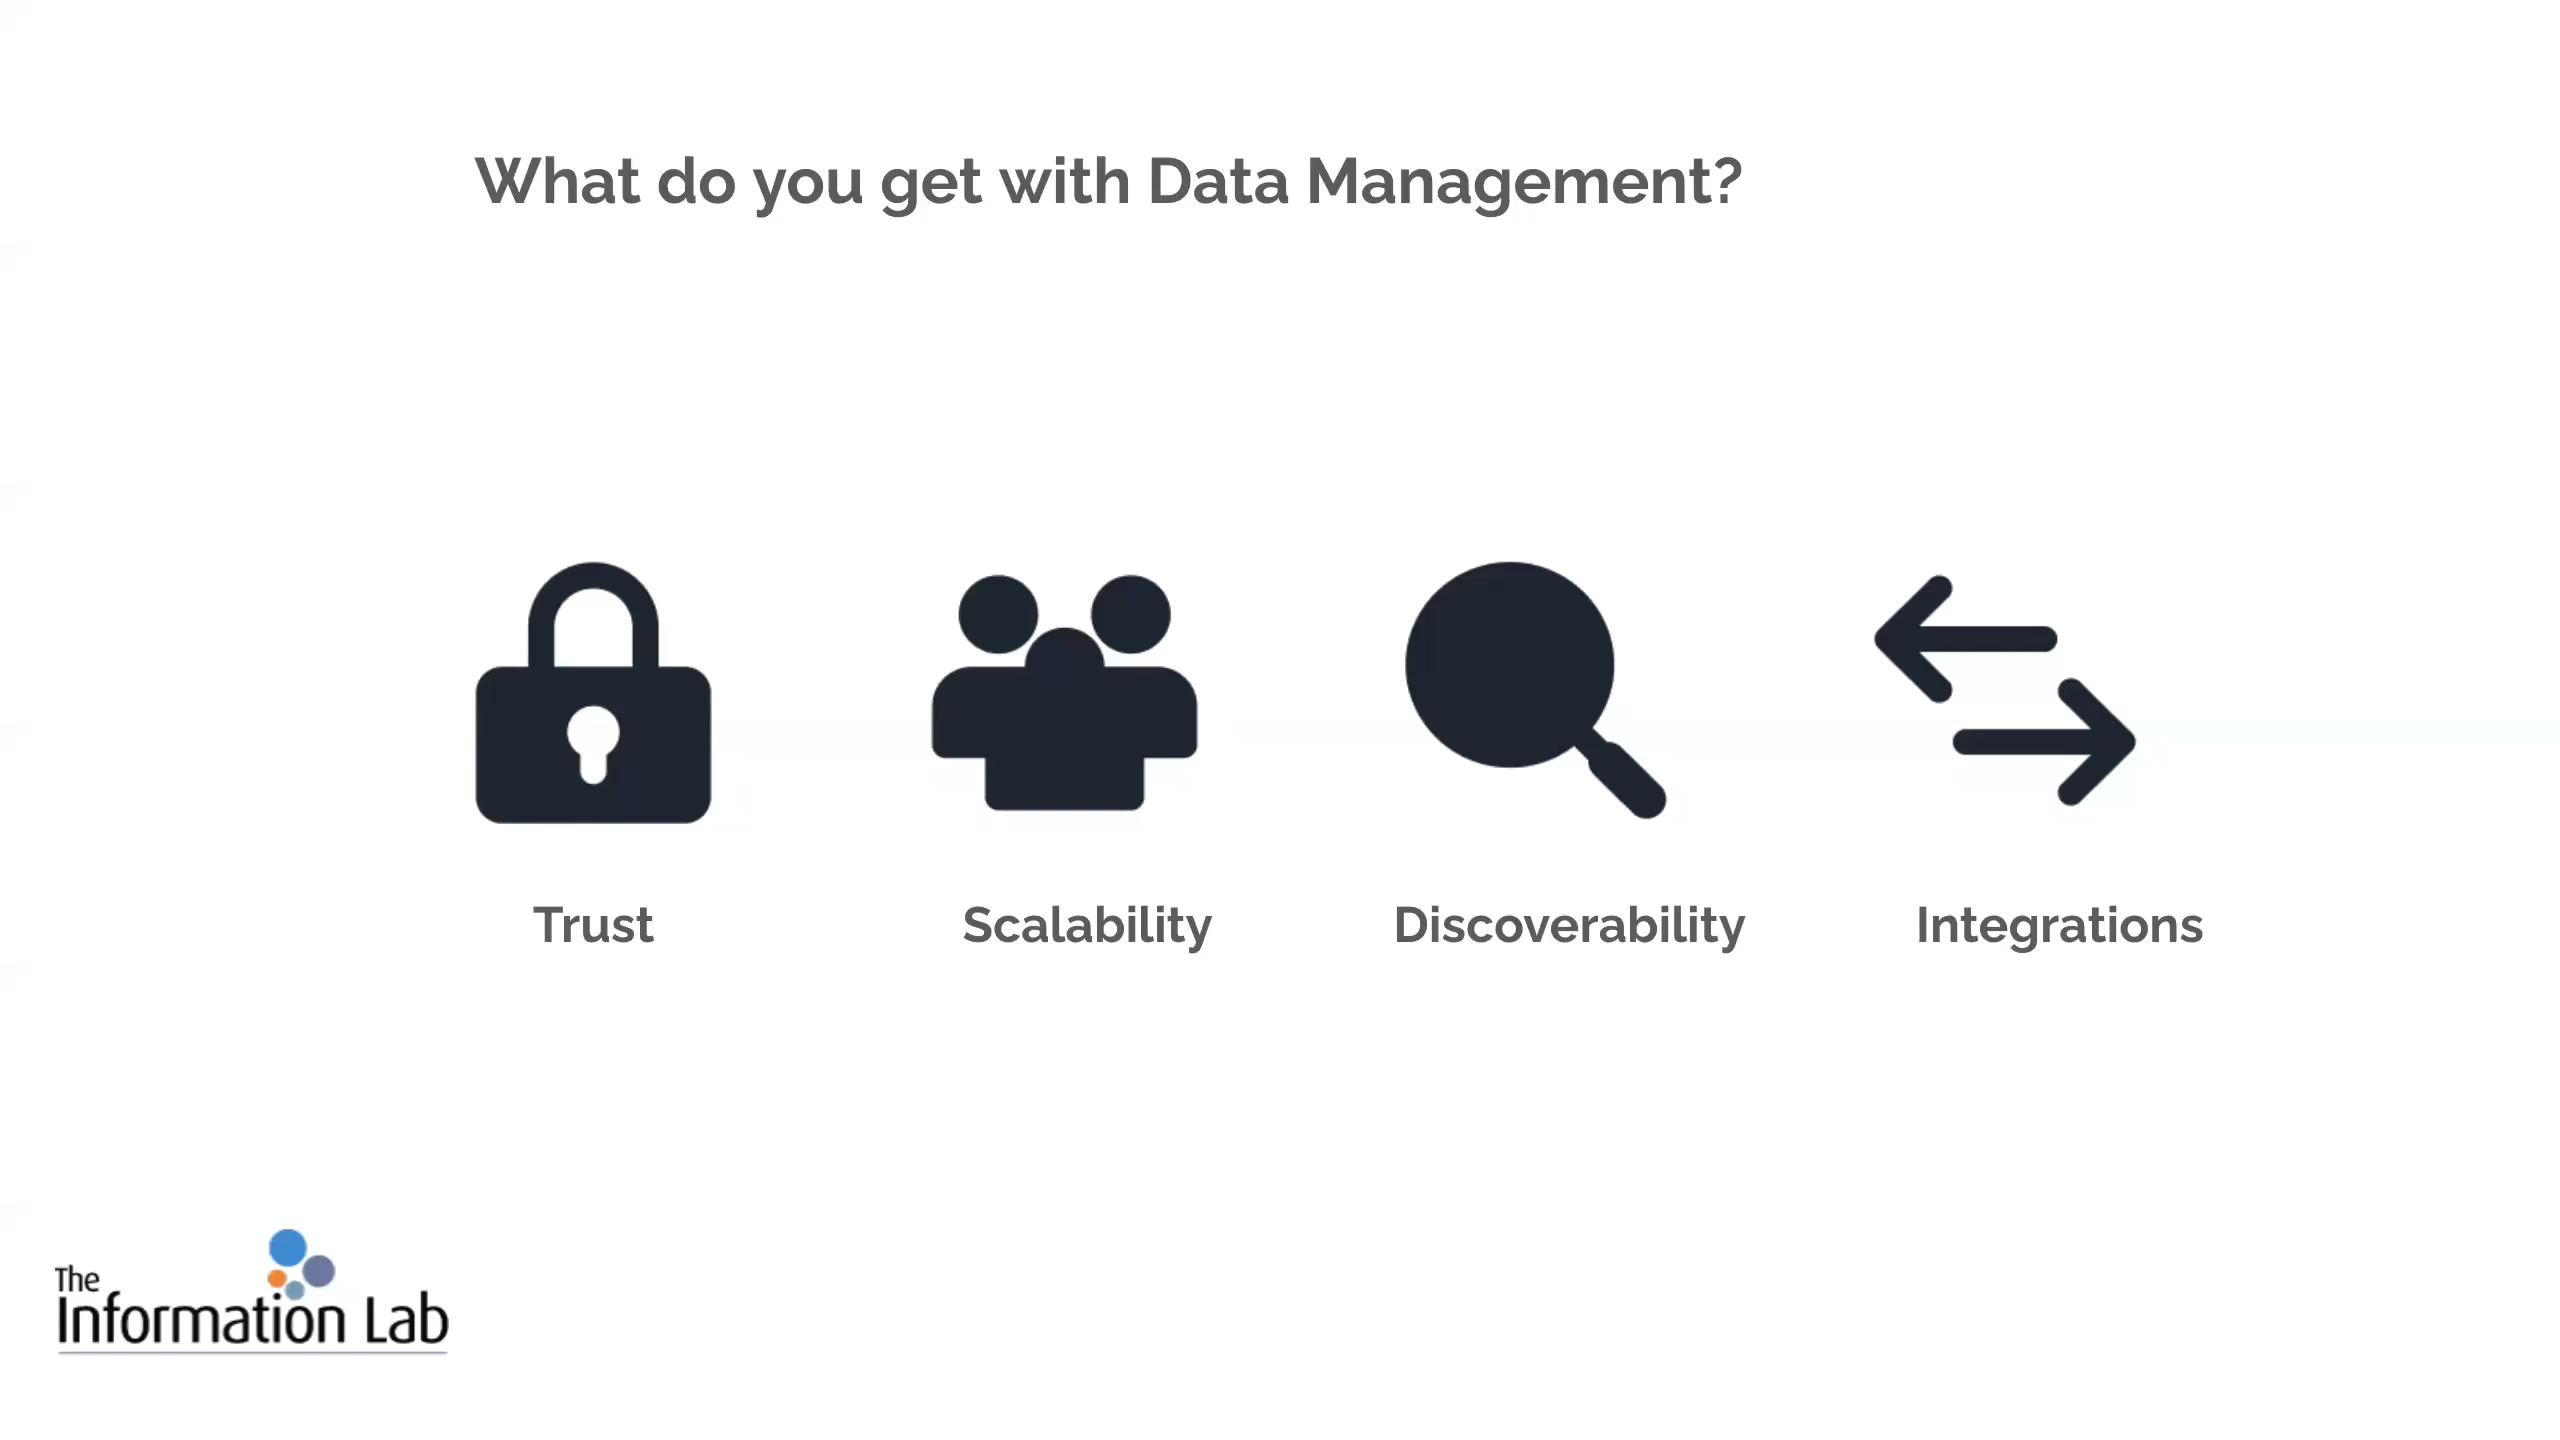 What do you get with Data Management?
Trust
Scalability
Discoverability
Integrations
The
Information Lab